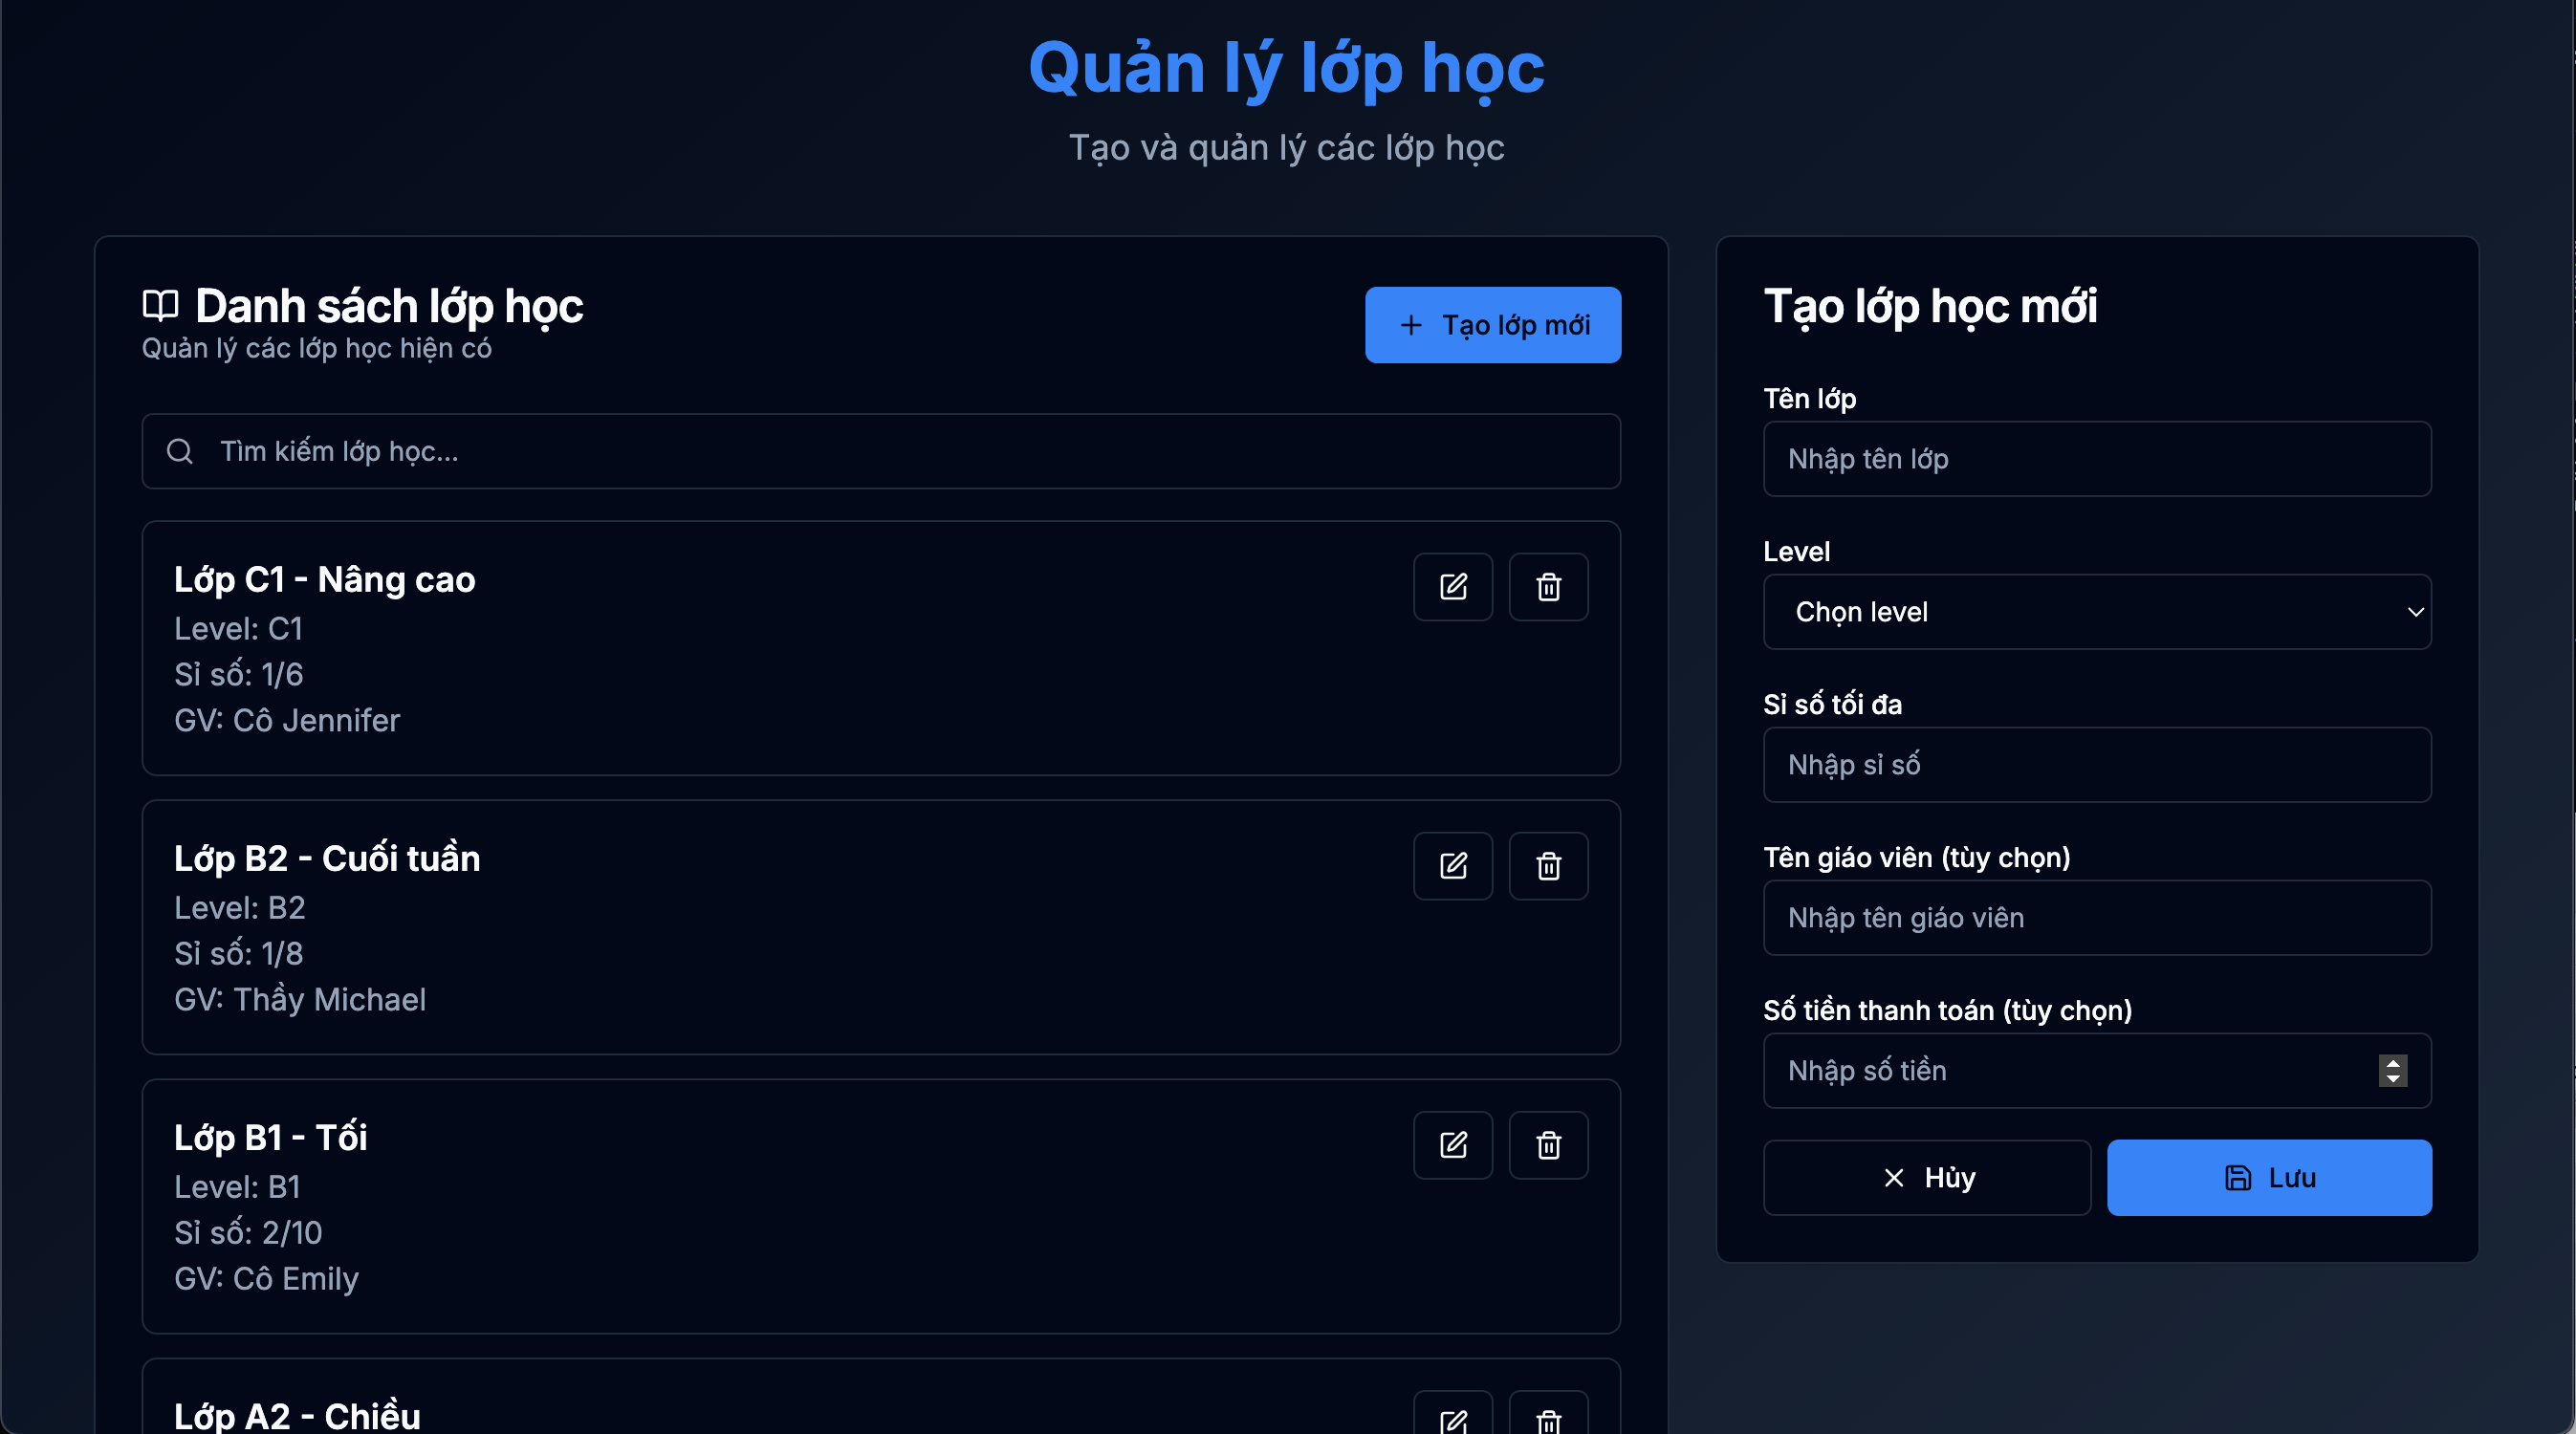 Quản lý lớp học
Tạo và quản lý các lớp học
Danh sách lớp học
Quản lý các lớp học hiện có
Tạo lớp mới
Tìm kiếm lớp học...
Lớp C1 - Nâng cao
Level: C1
Sỉ số: 1/6
GV: Cô Jennifer
Lớp B2 - Cuối tuần
Level: B2
Sỉ số: 1/8
GV: Thầy Michael
Lớp B1 - Tối
Level: B1
Sỉ số: 2/10
GV: Cô Emily
Lớp A2 - Chiều
Tạo lớp học mới
Tên lớp
Nhập tên lớp
Level
Chọn level
Sỉ số tối đa
Nhập sỉ số
Tên giáo viên (tùy chọn)
Nhập tên giáo viên
Số tiền thanh toán (tùy chọn)
Nhập số tiền
Hủy
Lưu